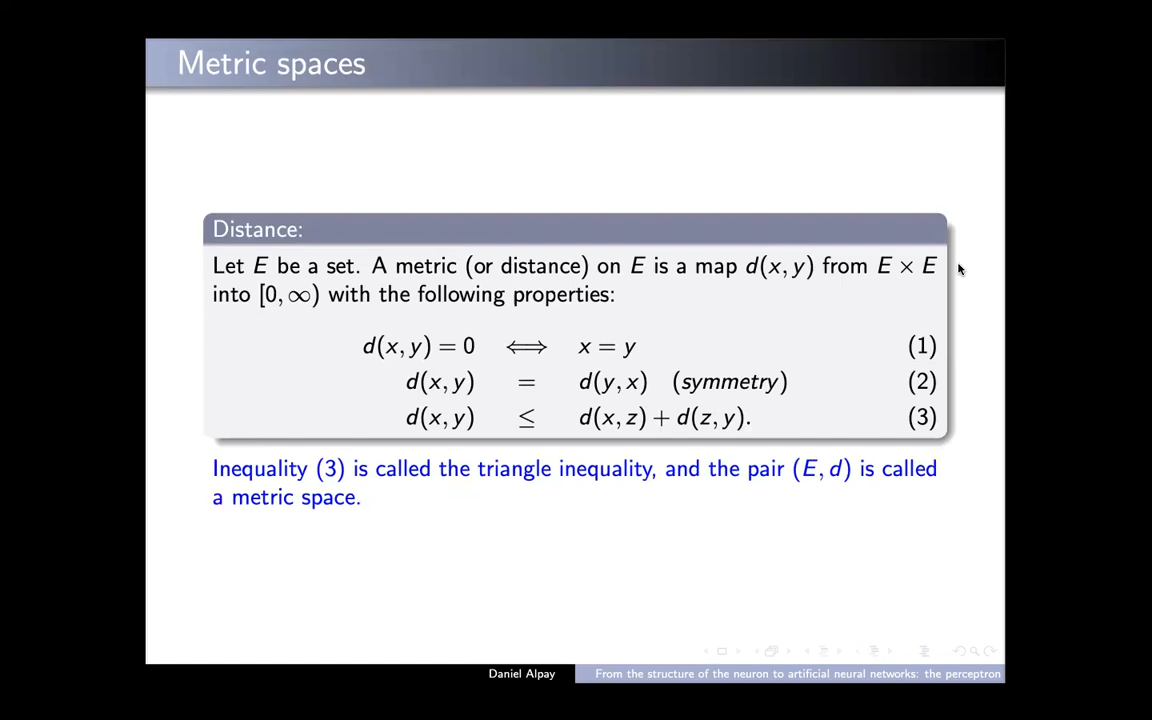 Metric spaces
Distance:
Let E be a set. A metric (or distance) on E is a map d(x, y) from E × E
into [0, ∞) with the following properties:
d(x, y) = 0 ⟺ x = y (1)
d(x, y) = d(y, x) (symmetry) (2)
d(x, y) ≤ d(x, z) + d(z, y). (3)
Inequality (3) is called the triangle inequality, and the pair (E, d) is called
a metric space.
Daniel Alpay From the structure of the neuron to artificial neural networks: the perceptron